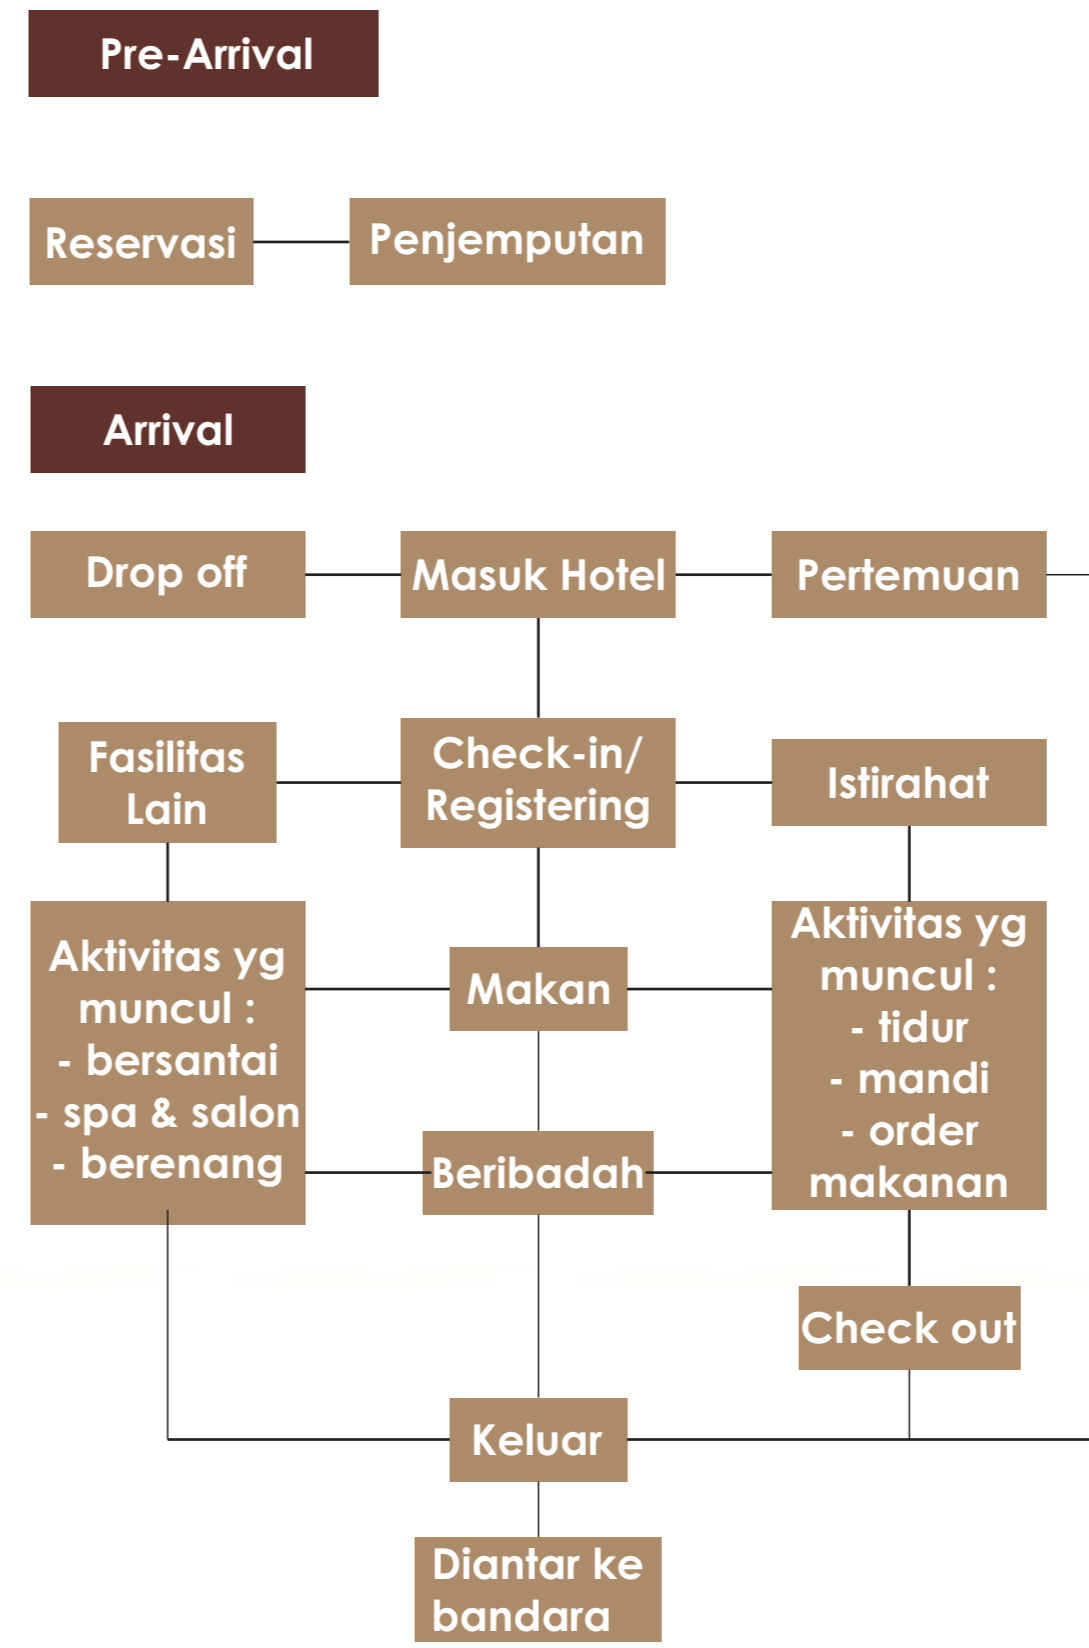 Pre-Arrival
Reservasi
Penjemputan
Arrival
Drop off
Masuk Hotel
Pertemuan
Fasilitas
Lain
Check-in/
Registering
Istirahat
Aktivitas yg
muncul :
- bersantai
- spa & salon
- berenang
Makan
Aktivitas yg
muncul :
- tidur
- mandi
- order
makanan
Beribadah
Check out
Keluar
Diantar ke
bandara